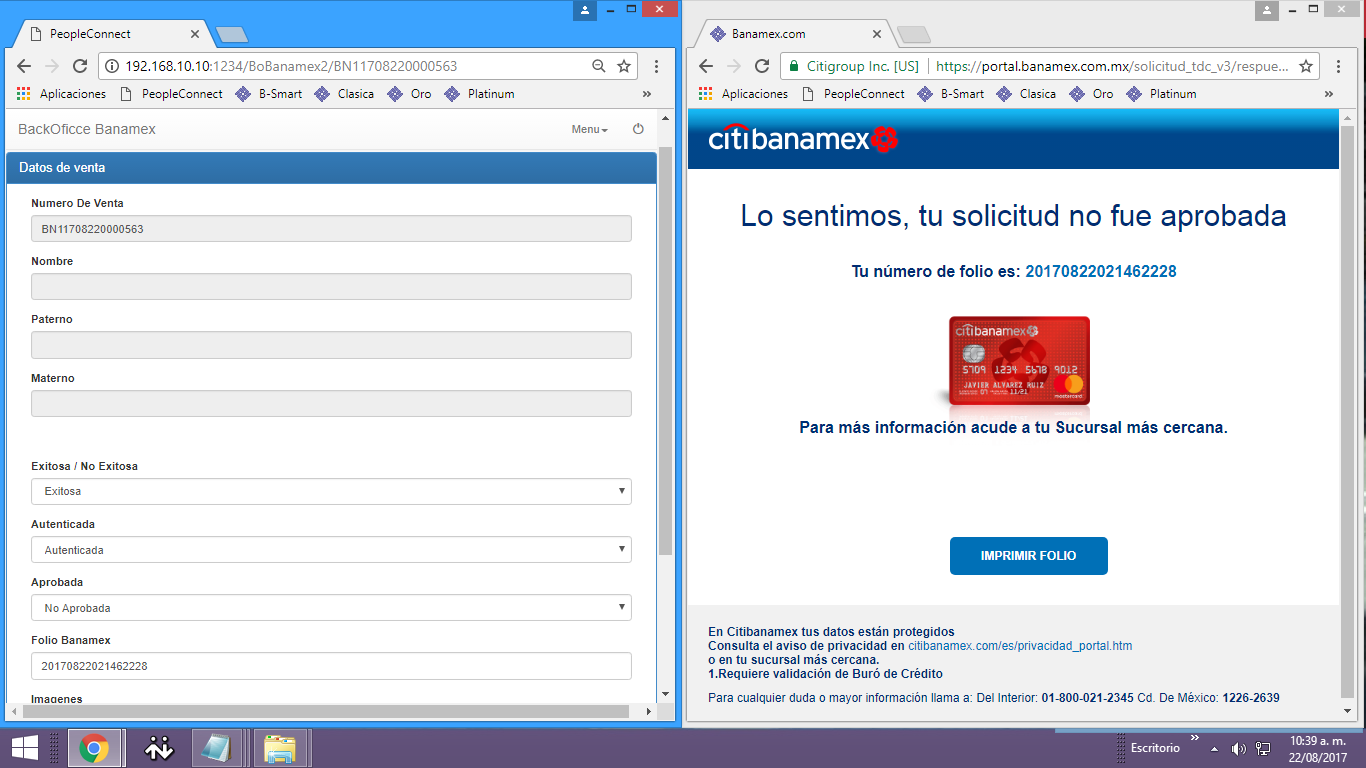 PeopleConnect
192.168.10.10:1234/BoBanamex2/BN11708220000563
Aplicaciones PeopleConnect B-Smart Clasica Oro Platinum »
BackOficce Banamex Menu
Datos de venta
Numero De Venta
BN11708220000563
Nombre
Paterno
Materno
Exitosa / No Exitosa
Exitosa
Autenticada
Autenticada
Aprobada
No Aprobada
Folio Banamex
20170822021462228
Imagenes
Banamex.com
Citigroup Inc. [US] https://portal.banamex.com.mx/solicitud_tdc_v3/respue...
Aplicaciones PeopleConnect B-Smart Clasica Oro Platinum »
citibanamex
Lo sentimos, tu solicitud no fue aprobada
Tu número de folio es: 20170822021462228
citibanamex
5709 1234 5678 9012
JAVIER ALVAREZ RUIZ
07 11/21
mastercard
Para más información acude a tu Sucursal más cercana.
IMPRIMIR FOLIO
En Citibanamex tus datos están protegidos
Consulta el aviso de privacidad en citibanamex.com/es/privacidad_portal.htm
o en tu sucursal más cercana.
1.Requiere validación de Buró de Crédito
Para cualquier duda o mayor información llama a: Del Interior: 01-800-021-2345 Cd. De México: 1226-2639
Escritorio »
10:39 a. m.
22/08/2017